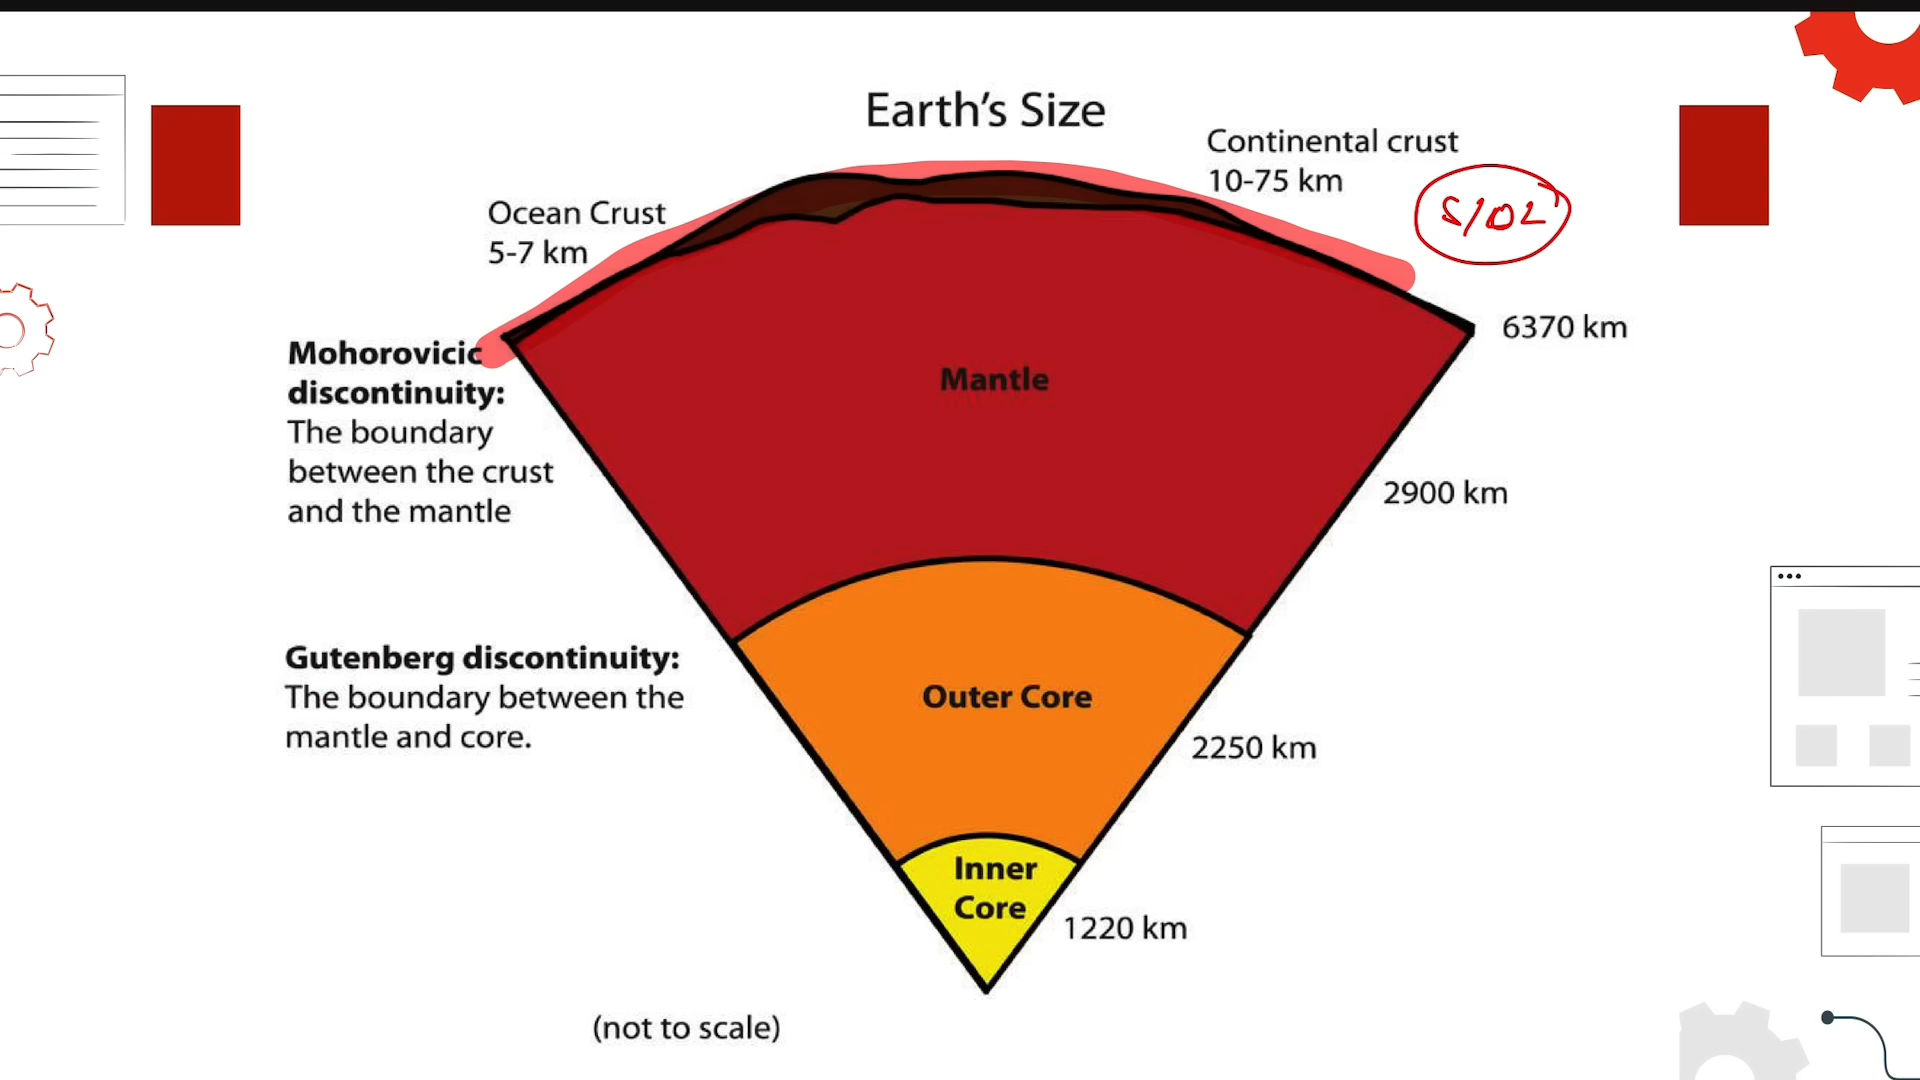 Earth's Size
Continental crust
10-75 km
Ocean Crust
5-7 km
6370 km
Mohorovicic
discontinuity:
The boundary
between the crust
and the mantle
Mantle
2900 km
Gutenberg discontinuity:
The boundary between the
mantle and core.
Outer Core
2250 km
Inner
Core
1220 km
(not to scale)